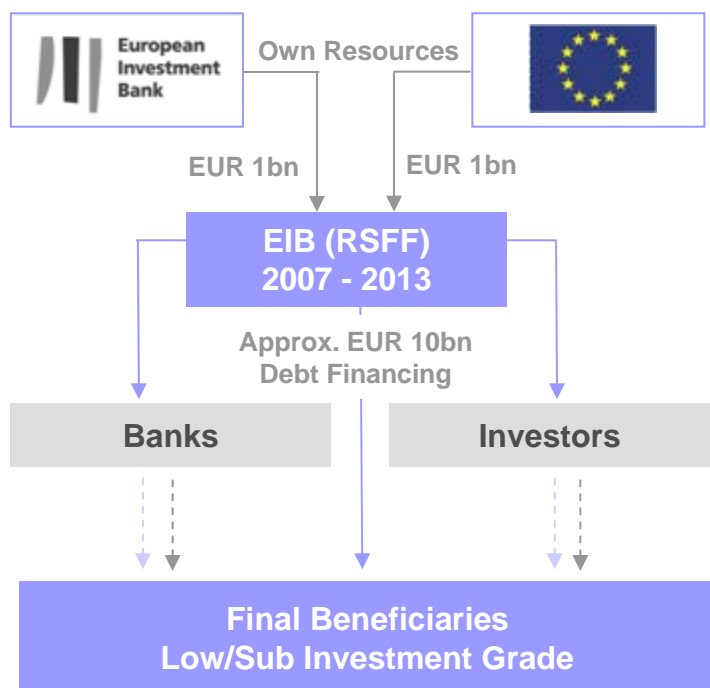 European
Investment
Bank
Own Resources
EUR 1bn
EUR 1bn
EIB (RSFF)
2007 - 2013
Approx. EUR 10bn
Debt Financing
Banks
Investors
Final Beneficiaries
Low/Sub Investment Grade